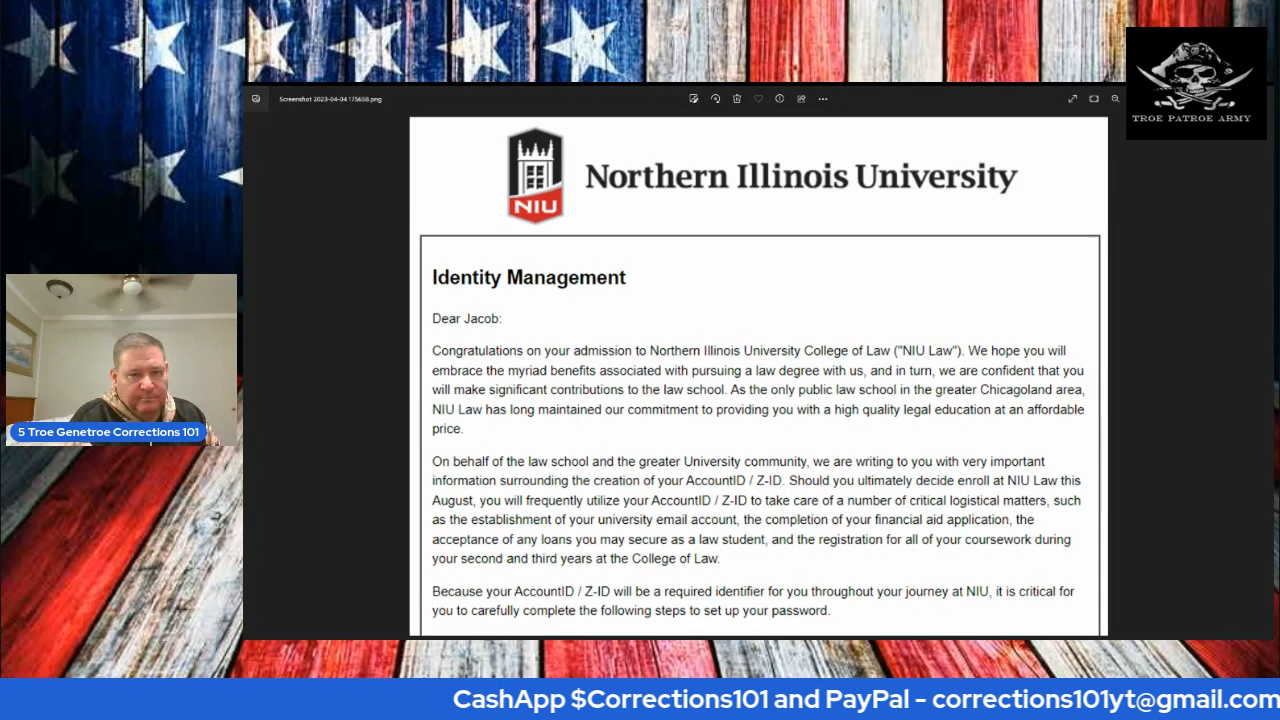 Screenshot 2023-04-04 175658.png
TROE PATROE ARMY
NIU
Northern Illinois University
Identity Management
Dear Jacob:
Congratulations on your admission to Northern Illinois University College of Law ("NIU Law"). We hope you will
embrace the myriad benefits associated with pursuing a law degree with us, and in turn, we are confident that you
will make significant contributions to the law school. As the only public law school in the greater Chicagoland area,
NIU Law has long maintained our commitment to providing you with a high quality legal education at an affordable
price.
On behalf of the law school and the greater University community, we are writing to you with very important
information surrounding the creation of your AccountID / Z-ID. Should you ultimately decide enroll at NIU Law this
August, you will frequently utilize your AccountID / Z-ID to take care of a number of critical logistical matters, such
as the establishment of your university email account, the completion of your financial aid application, the
acceptance of any loans you may secure as a law student, and the registration for all of your coursework during
your second and third years at the College of Law.
Because your AccountID / Z-ID will be a required identifier for you throughout your journey at NIU, it is critical for
you to carefully complete the following steps to set up your password.
5 Troe Genetroe Corrections 101
CashApp $Corrections101 and PayPal - corrections101yt@gmail.com